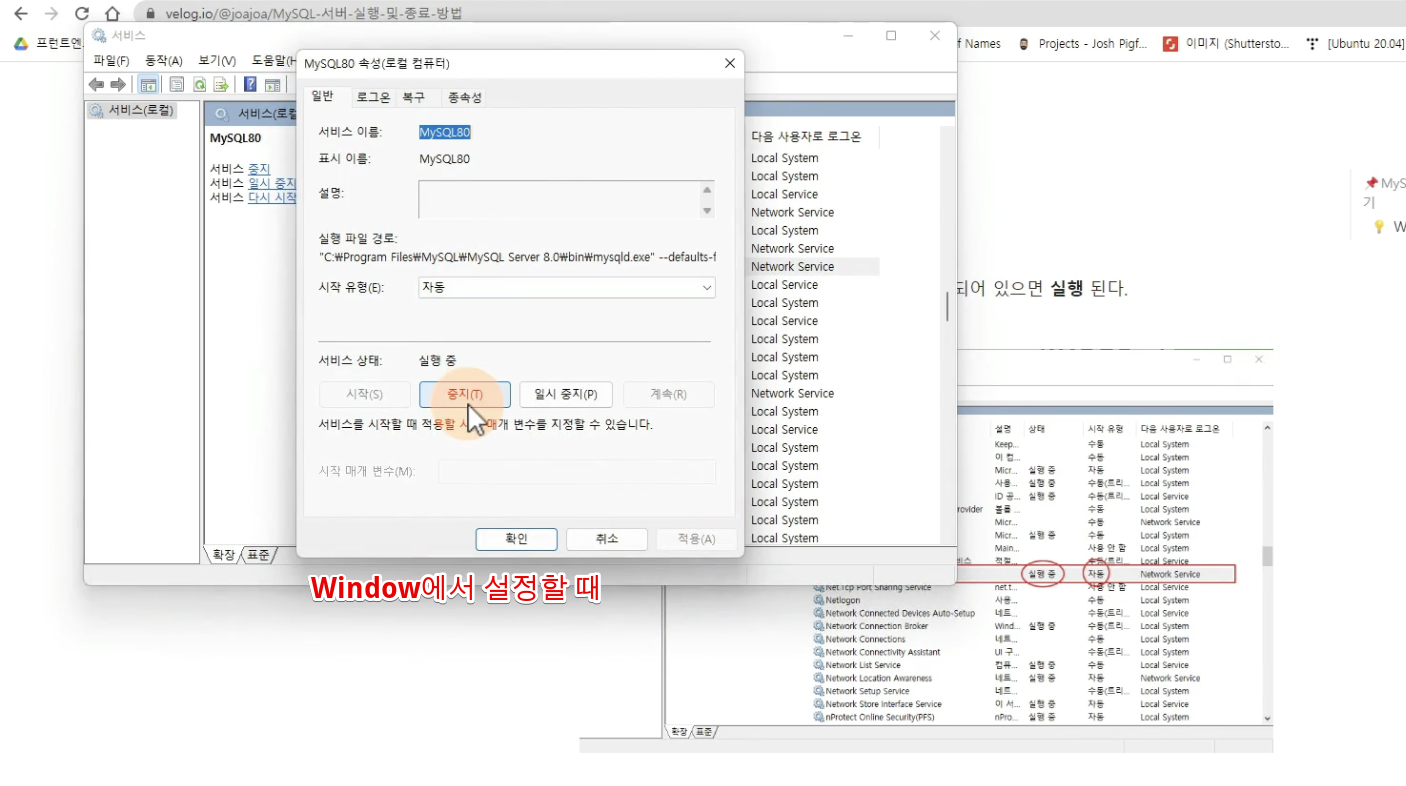 velog.io/@joajoa/MySQL-서버-실행-및-종료-방법
프런트엔
f Names
Projects - Josh Pigf...
이미지 (Shuttersto...
[Ubuntu 20.04]
서비스
파일(F) 동작(A) 보기(V) 도움말(H
서비스(로컬)
서비스(로컬
MySQL80
서비스 중지
서비스 일시 중지
서비스 다시 시작
확장 표준
MySQL80 속성(로컬 컴퓨터)
일반 로그온 복구 종속성
서비스 이름: MySQL80
표시 이름: MySQL80
설명:
실행 파일 경로:
"C:₩Program Files₩MySQL₩MySQL Server 8.0₩bin₩mysqld.exe" --defaults-f
시작 유형(E): 자동
서비스 상태: 실행 중
시작(S) 중지(T) 일시 중지(P) 계속(R)
서비스를 시작할 때 적용할 시 매개 변수를 지정할 수 있습니다.
시작 매개 변수(M):
확인 취소 적용(A)
다음 사용자로 로그온
Local System
Local System
Local Service
Network Service
Local System
Network Service
Network Service
Local Service
Local System
Local Service
Local System
Local System
Local System
Network Service
Local System
Local Service
Local System
Local System
Local System
Local System
Local System
Local System
MyS
기
W
되어 있으면 실행 된다.
Window에서 설정할 때
설명 상태 시작 유형 다음 사용자로 로그온
Keep... 수동 Local System
이 컴... 수동 Local System
Micr... 실행 중 자동 Local System
사용... 실행 중 수동(트리... Local System
ID 공... 실행 중 수동(트리... Local Service
rovider 볼륨 ... 수동 Local System
Micr... 수동 Network Service
Micr... 실행 중 수동 Local System
Main... 사용 안 함 Local System
비스 적절... 수동(트리... Local Service
실행 중 자동 Network Service
Net.Tcp Port Sharing Service net.t... 사용 안 함 Local Service
Netlogon 사용... 수동 Local System
Network Connected Devices Auto-Setup 네트... 수동(트리... Local Service
Network Connection Broker Wind... 실행 중 수동(트리... Local System
Network Connections 네트... 수동 Local System
Network Connectivity Assistant UI 구... 수동(트리... Local System
Network List Service 컴퓨... 실행 중 수동 Local Service
Network Location Awareness 네트... 실행 중 자동 Network Service
Network Setup Service 네트... 수동(트리... Local System
Network Store Interface Service 이 서... 실행 중 자동 Local Service
nProtect Online Security(PFS) nPro... 실행 중 자동 Local System
확장 표준